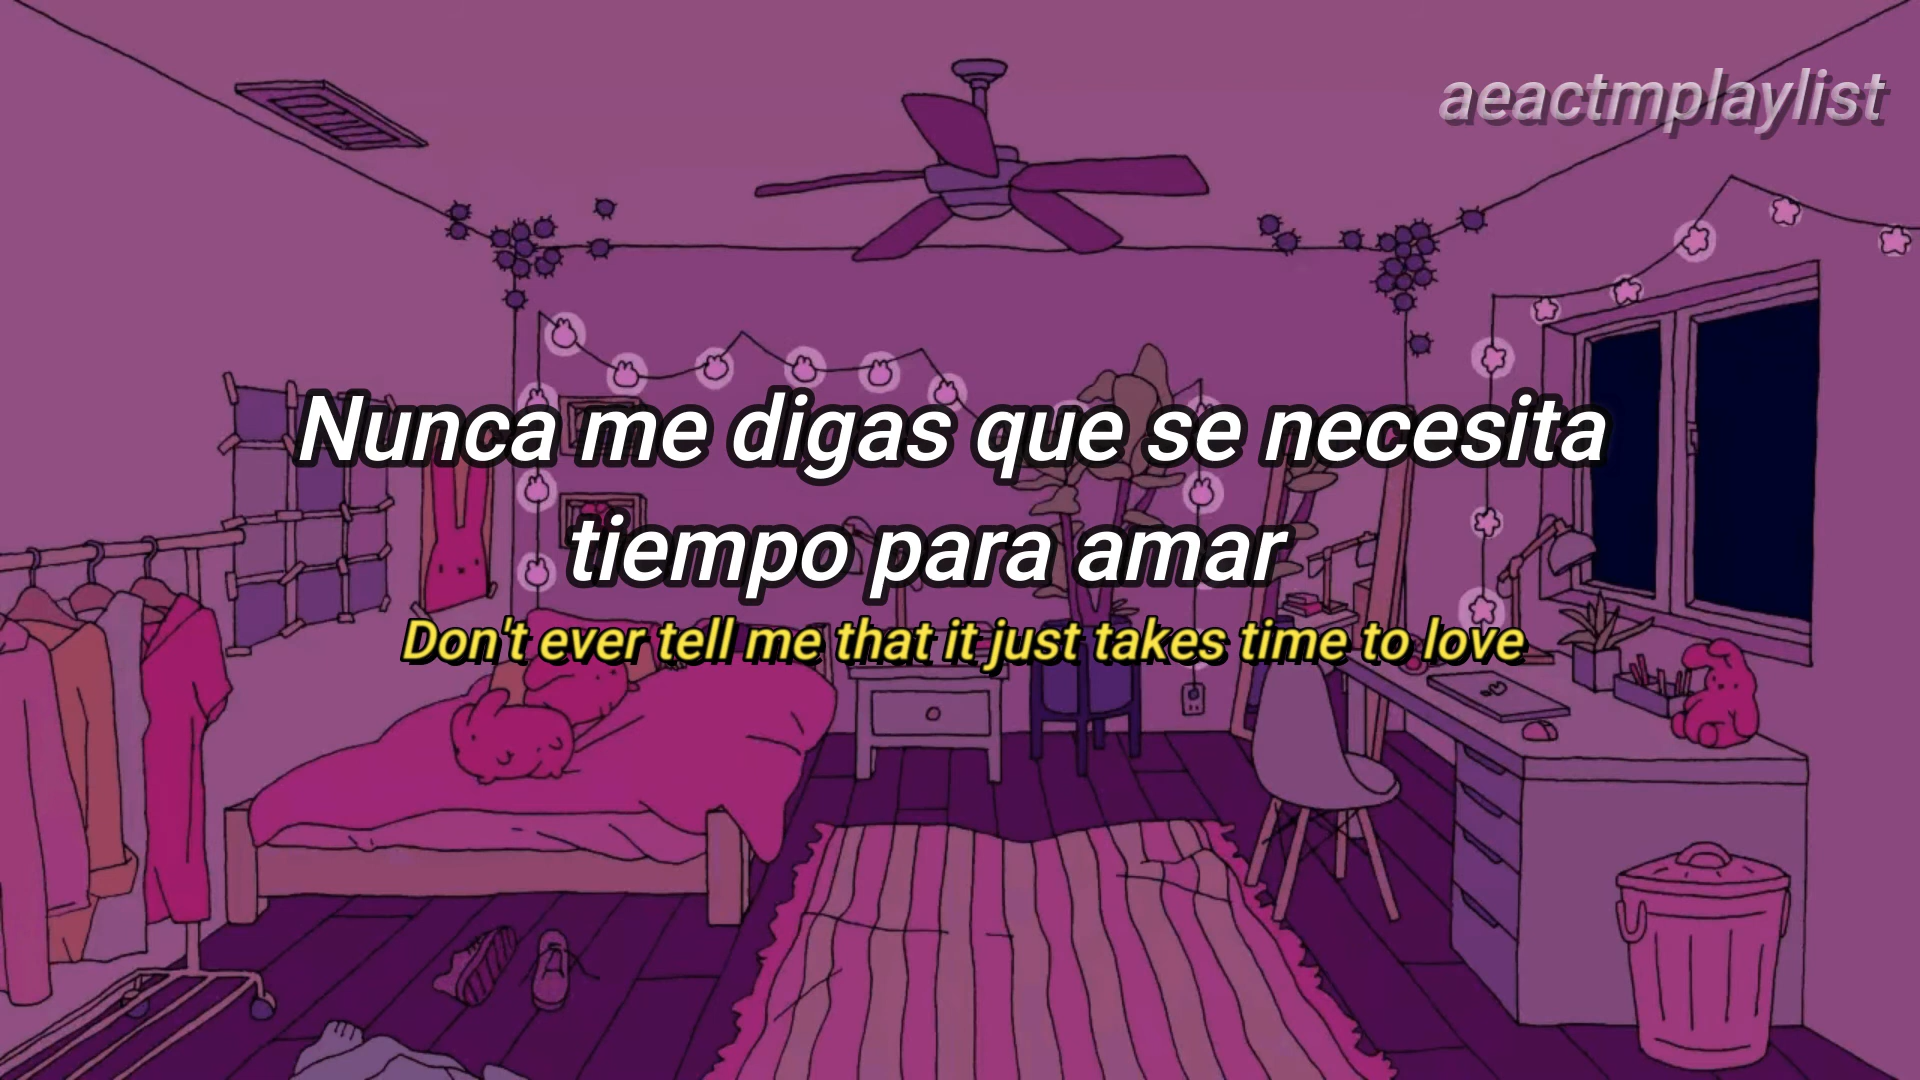 aeactmplaylist
Nunca me digas que se necesita
tiempo para amar
Don't ever tell me that it just takes time to love